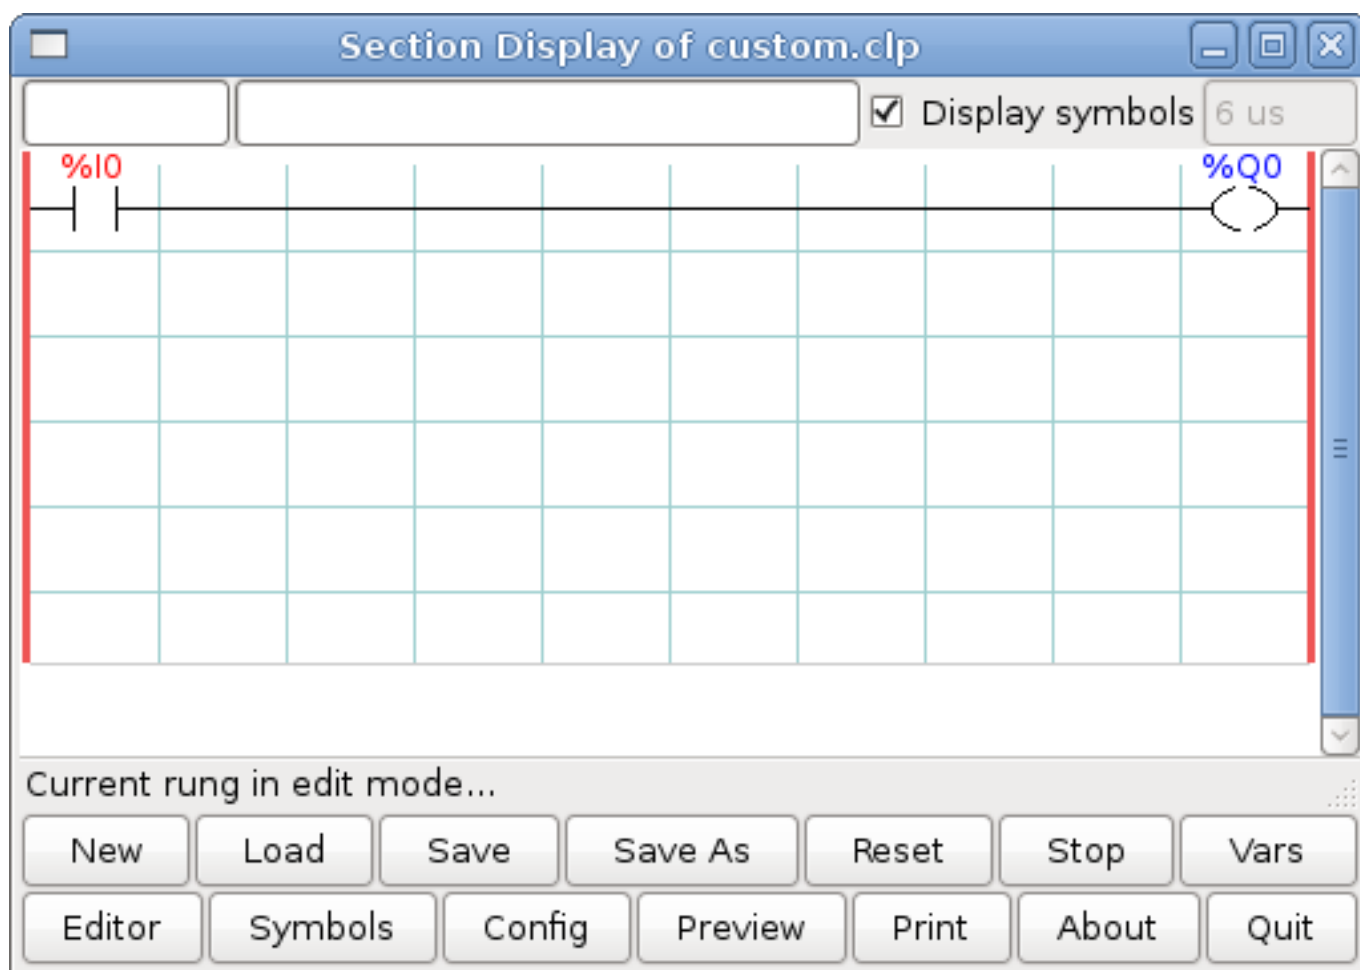 Section Display of custom.clp
Display symbols 6 us
%I0 %Q0
Current rung in edit mode...
New Load Save Save As Reset Stop Vars
Editor Symbols Config Preview Print About Quit